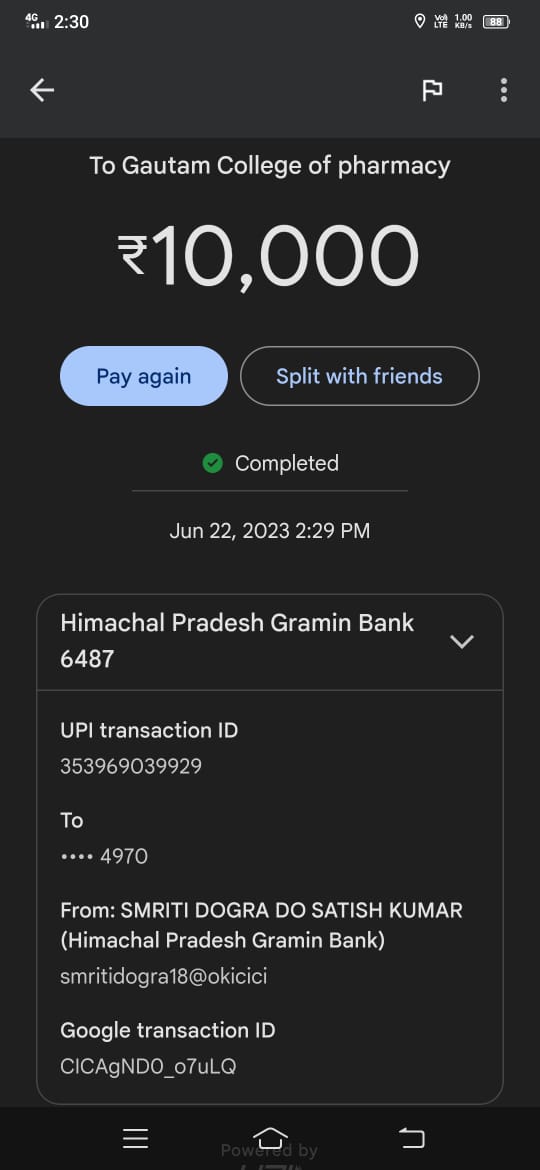 4G 2:30 Vo) LTE 1.00 KB/s 88
To Gautam College of pharmacy
₹10,000
Pay again Split with friends
Completed
Jun 22, 2023 2:29 PM
Himachal Pradesh Gramin Bank
6487
UPI transaction ID
353969039929
To
•••• 4970
From: SMRITI DOGRA DO SATISH KUMAR
(Himachal Pradesh Gramin Bank)
smritidogra18@okicici
Google transaction ID
CICAgND0_o7uLQ
Powered by